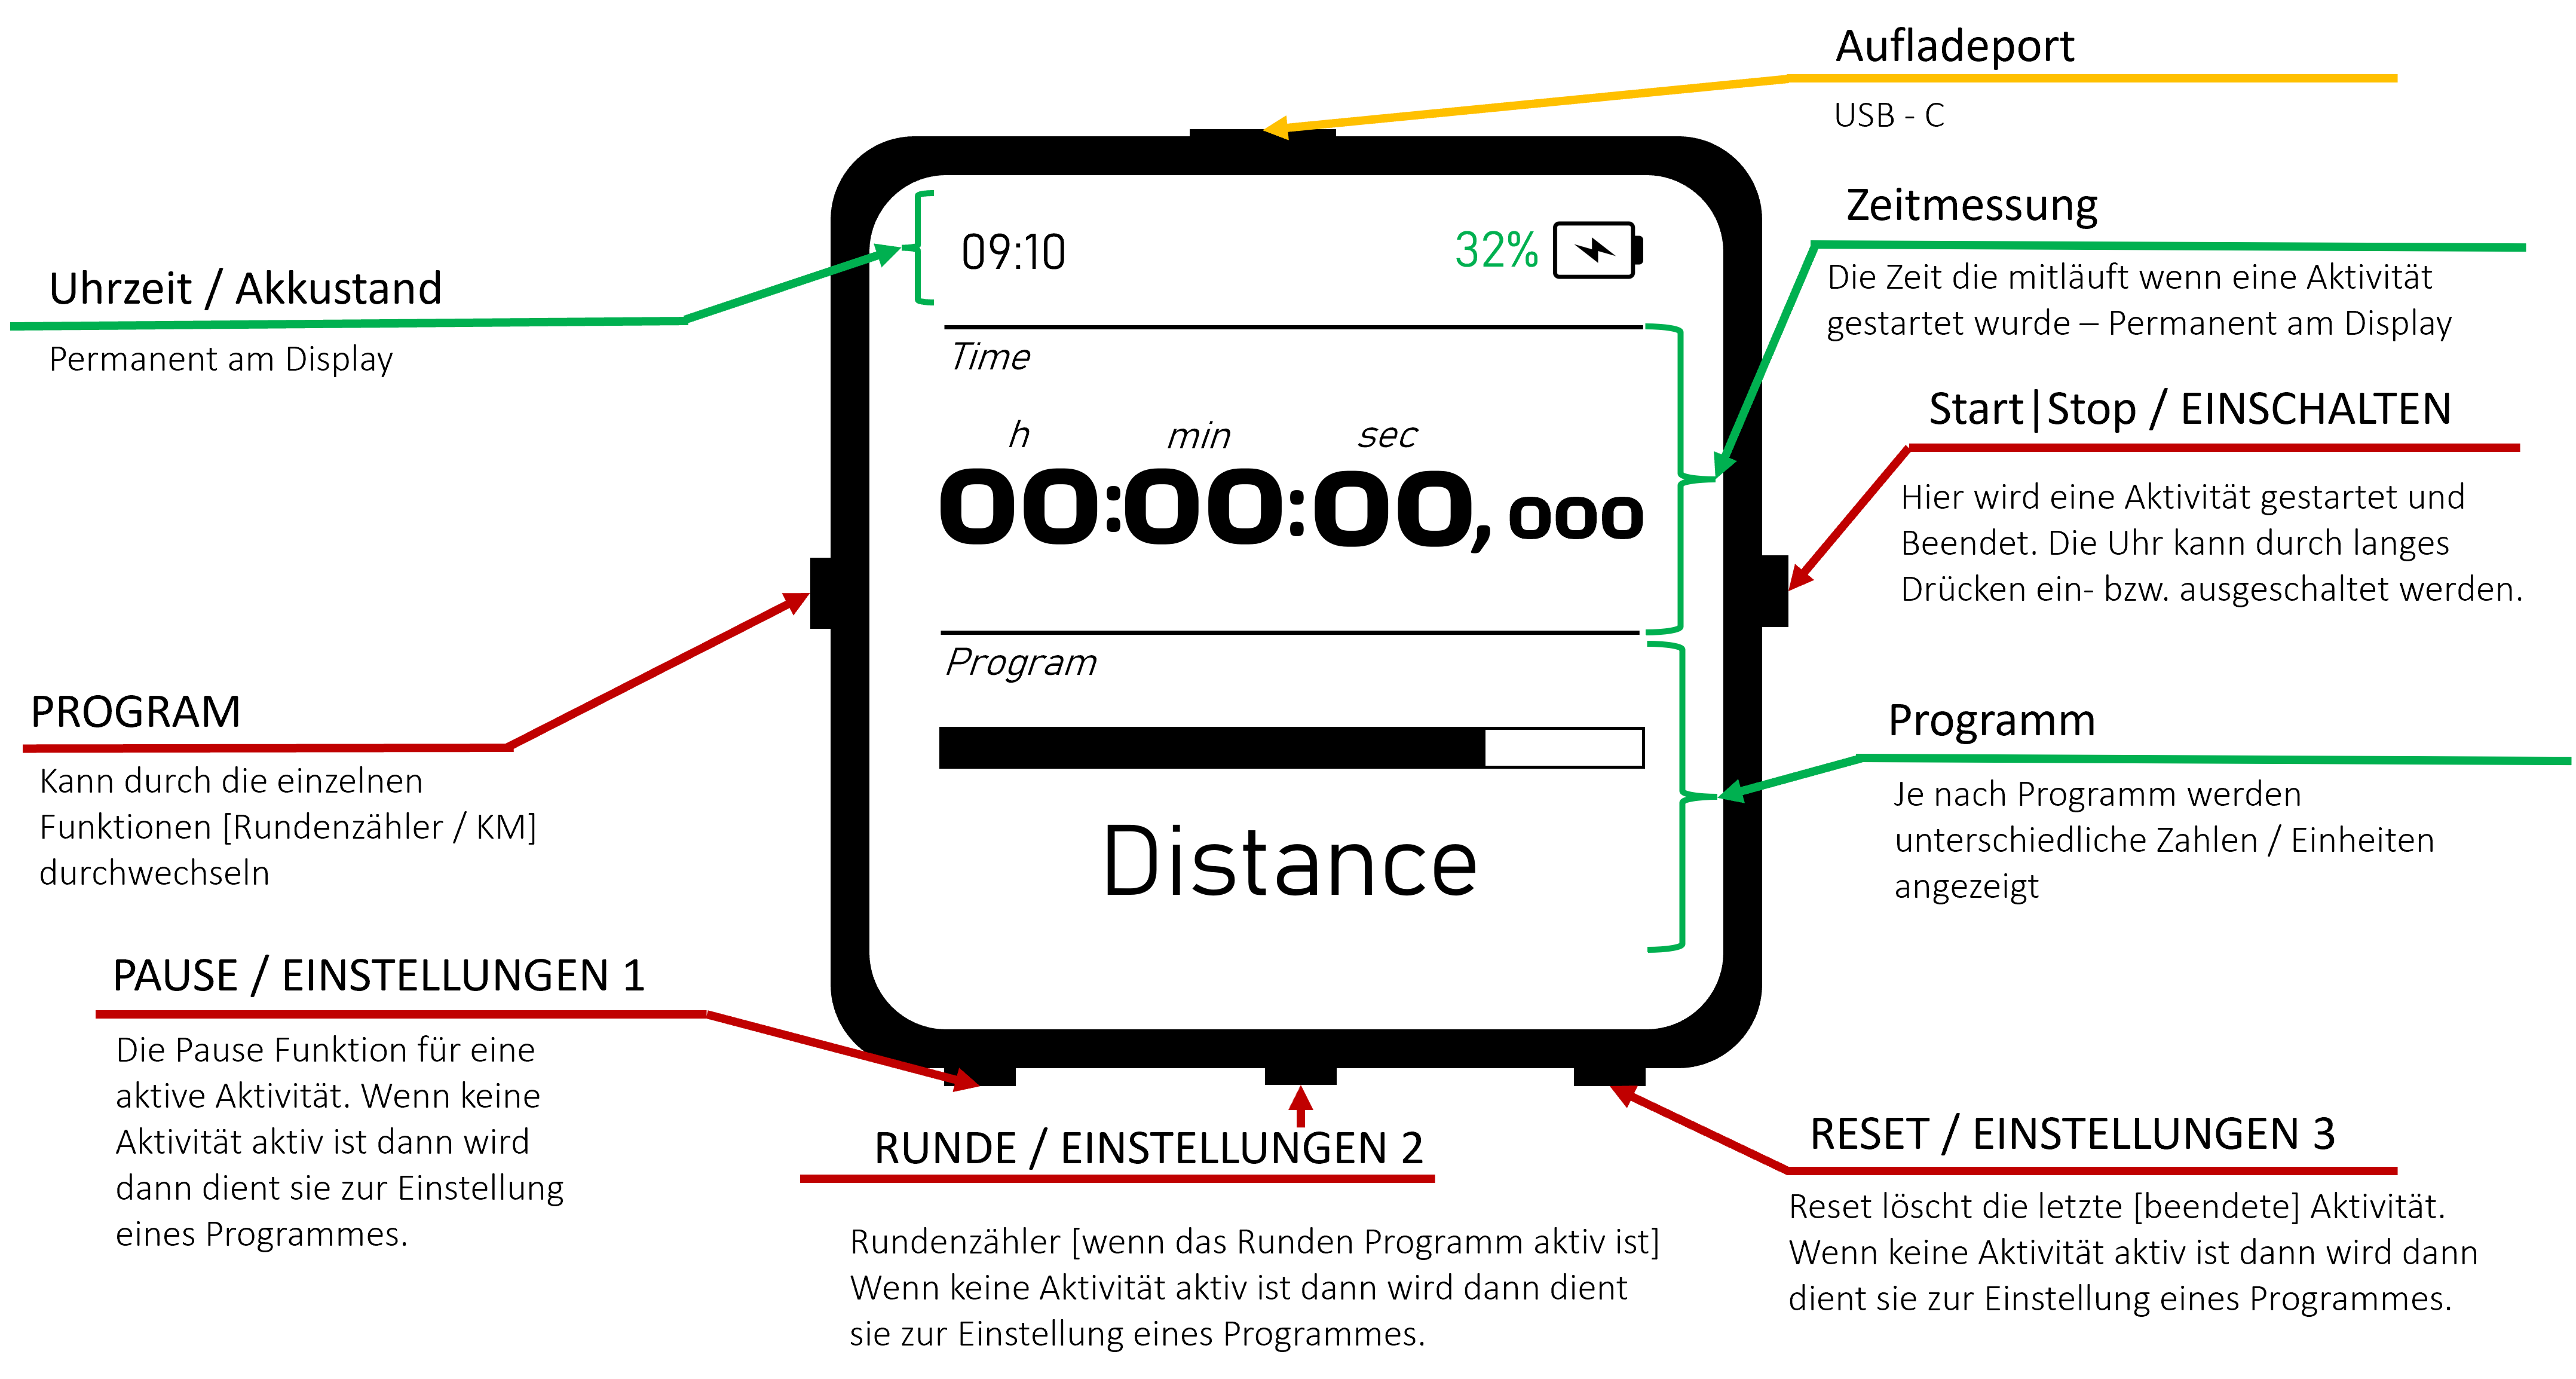 Aufladeport
USB - C
Zeitmessung
Die Zeit die mitläuft wenn eine Aktivität
gestartet wurde – Permanent am Display
Uhrzeit / Akkustand
Permanent am Display
09:10
32%
Time
h
min
sec
00:00:00, 000
Start|Stop / EINSCHALTEN
Hier wird eine Aktivität gestartet und
Beendet. Die Uhr kann durch langes
Drücken ein- bzw. ausgeschaltet werden.
Program
Distance
PROGRAM
Kann durch die einzelnen
Funktionen [Rundenzähler / KM]
durchwechseln
Programm
Je nach Programm werden
unterschiedliche Zahlen / Einheiten
angezeigt
PAUSE / EINSTELLUNGEN 1
Die Pause Funktion für eine
aktive Aktivität. Wenn keine
Aktivität aktiv ist dann wird
dann dient sie zur Einstellung
eines Programmes.
RUNDE / EINSTELLUNGEN 2
Rundenzähler [wenn das Runden Programm aktiv ist]
Wenn keine Aktivität aktiv ist dann wird dann dient
sie zur Einstellung eines Programmes.
RESET / EINSTELLUNGEN 3
Reset löscht die letzte [beendete] Aktivität.
Wenn keine Aktivität aktiv ist dann wird dann
dient sie zur Einstellung eines Programmes.